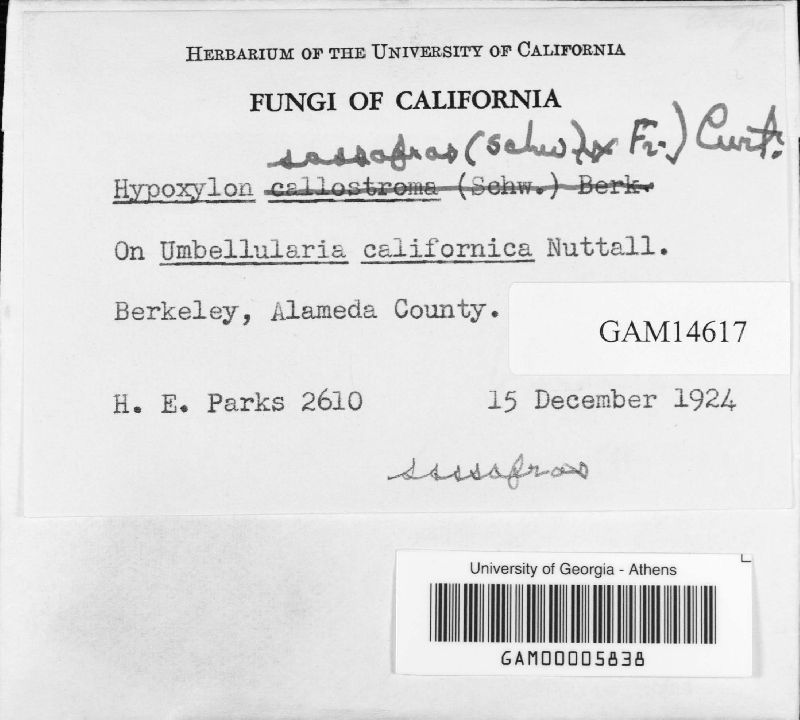 HERBARIUM OF THE UNIVERSITY OF CALIFORNIA
FUNGI OF CALIFORNIA
sassafras (Schw) ex Fr.) Curt.
Hypoxylon callostroma (Schw.) Berk.
On Umbellularia californica Nuttall.
Berkeley, Alameda County.
GAM14617
H. E. Parks 2610 15 December 1924
sassafras
University of Georgia - Athens
GAM00005838